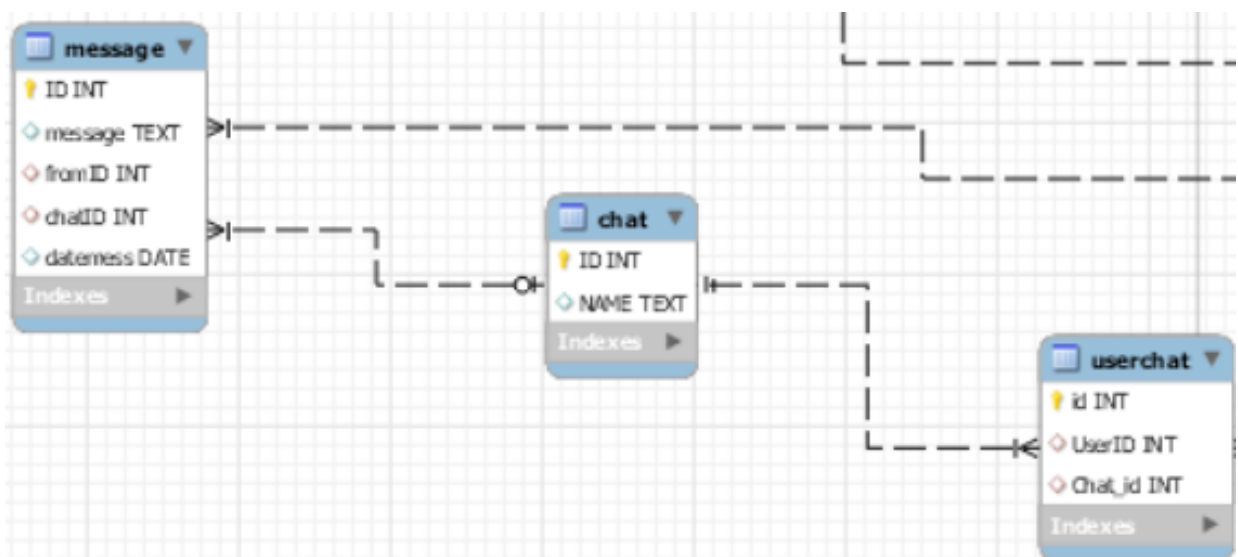 message
ID INT
message TEXT
fromID INT
chatID INT
datemess DATE
Indexes
chat
ID INT
NAME TEXT
Indexes
userchat
id INT
UserID INT
Chat_id INT
Indexes